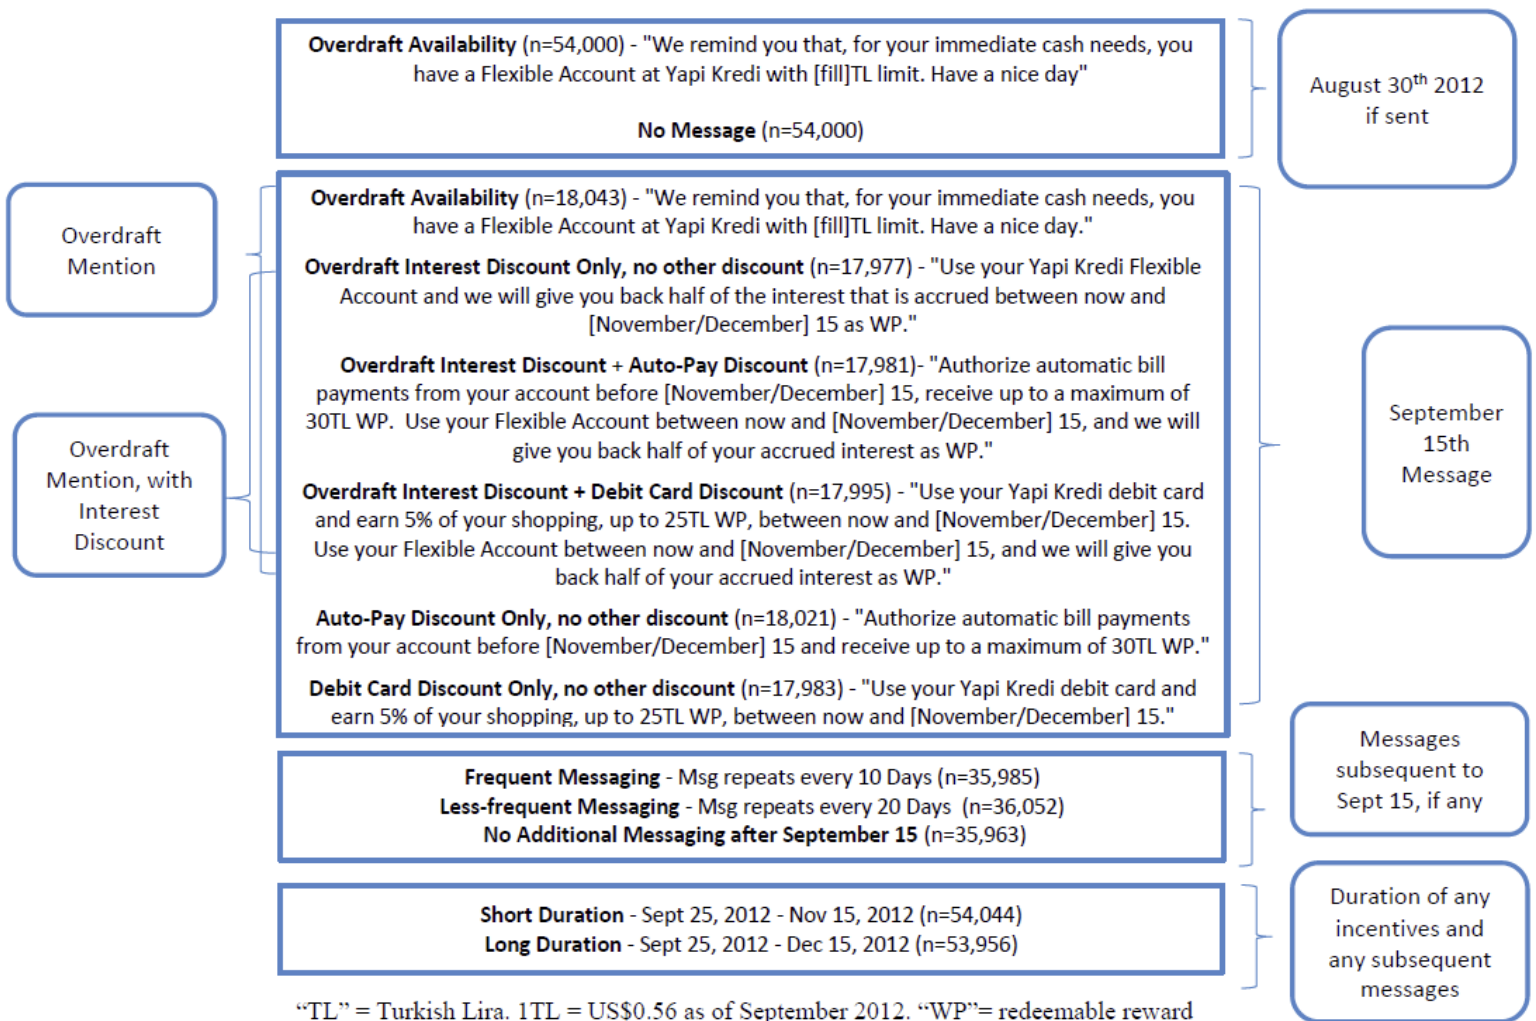 Overdraft Availability (n=54,000) - "We remind you that, for your immediate cash needs, you
have a Flexible Account at Yapi Kredi with [fill]TL limit. Have a nice day"
No Message (n=54,000)
August 30th 2012
if sent
Overdraft
Mention
Overdraft
Mention, with
Interest
Discount
Overdraft Availability (n=18,043) - "We remind you that, for your immediate cash needs, you
have a Flexible Account at Yapi Kredi with [fill]TL limit. Have a nice day."
Overdraft Interest Discount Only, no other discount (n=17,977) - "Use your Yapi Kredi Flexible
Account and we will give you back half of the interest that is accrued between now and
[November/December] 15 as WP."
Overdraft Interest Discount + Auto-Pay Discount (n=17,981)- "Authorize automatic bill
payments from your account before [November/December] 15, receive up to a maximum of
30TL WP.  Use your Flexible Account between now and [November/December] 15, and we will
give you back half of your accrued interest as WP."
Overdraft Interest Discount + Debit Card Discount (n=17,995) - "Use your Yapi Kredi debit card
and earn 5% of your shopping, up to 25TL WP, between now and [November/December] 15.
Use your Flexible Account between now and [November/December] 15, and we will give you
back half of your accrued interest as WP."
Auto-Pay Discount Only, no other discount (n=18,021) - "Authorize automatic bill payments
from your account before [November/December] 15 and receive up to a maximum of 30TL WP."
Debit Card Discount Only, no other discount (n=17,983) - "Use your Yapi Kredi debit card and
earn 5% of your shopping, up to 25TL WP, between now and [November/December] 15."
September
15th
Message
Frequent Messaging - Msg repeats every 10 Days (n=35,985)
Less-frequent Messaging - Msg repeats every 20 Days  (n=36,052)
No Additional Messaging after September 15 (n=35,963)
Messages
subsequent to
Sept 15, if any
Short Duration - Sept 25, 2012 - Nov 15, 2012 (n=54,044)
Long Duration - Sept 25, 2012 - Dec 15, 2012 (n=53,956)
Duration of any
incentives and
any subsequent
messages
“TL” = Turkish Lira. 1TL = US$0.56 as of September 2012. “WP”= redeemable reward